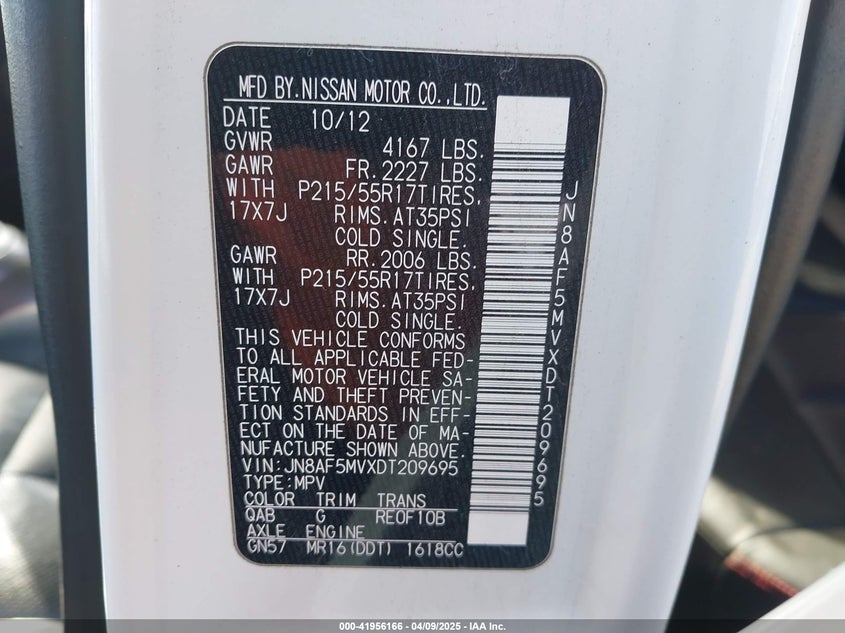 MFD BY.NISSAN MOTOR CO.,LTD.
DATE 10/12
GVWR 4167 LBS.
GAWR FR.2227 LBS.
WITH P215/55R17TIRES,
17X7J RIMS.AT35PSI
COLD SINGLE.
GAWR RR.2006 LBS.
WITH P215/55R17TIRES.
17X7J RIMS.AT35PSI
COLD SINGLE.
THIS VEHICLE CONFORMS
TO ALL APPLICABLE FED-
ERAL MOTOR VEHICLE SA-
FETY AND THEFT PREVEN-
TION STANDARDS IN EFF-
ECT ON THE DATE OF MA-
NUFACTURE SHOWN ABOVE.
VIN:JN8AF5MVXDT209695
TYPE:MPV
COLOR TRIM TRANS
QAB G RE0F10B
AXLE ENGINE
GN57 MR16(DDT) 1618CC
JN8AF5MVXDT209695
000-41956166 - 04/09/2025 - IAA Inc.